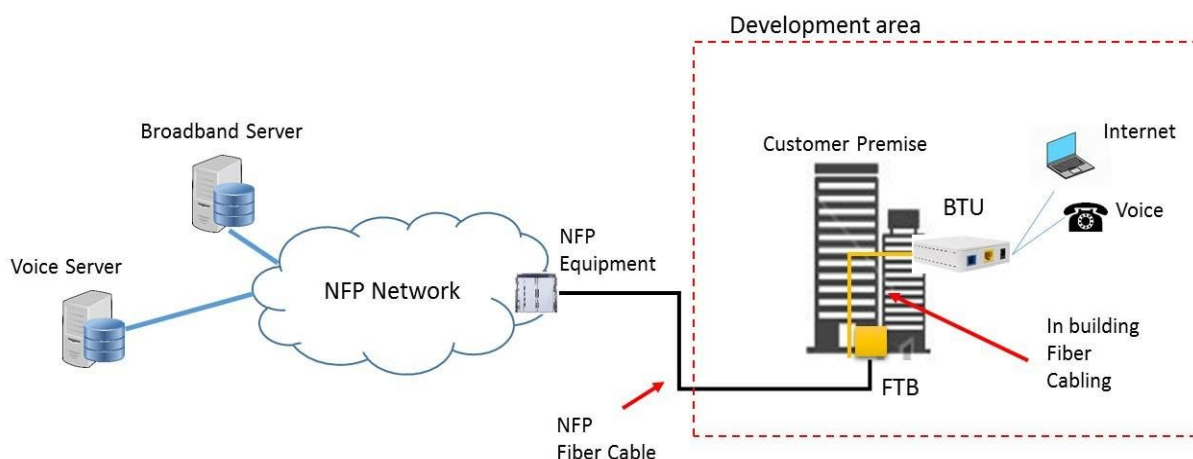 Development area
Broadband Server
Voice Server
NFP Network
NFP
Equipment
NFP
Fiber Cable
Customer Premise
BTU
Internet
Voice
In building
Fiber
Cabling
FTB